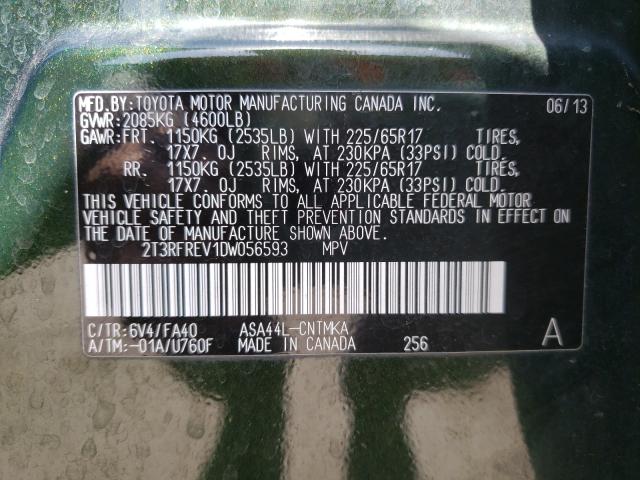 MFD.BY:TOYOTA MOTOR MANUFACTURING CANADA INC. 06/13
GVWR:2085KG (4600LB)
GAWR:FRT. 1150KG (2535LB) WITH 225/65R17 TIRES,
17X7.0J RIMS, AT 230KPA (33PSI) COLD.
RR. 1150KG (2535LB) WITH 225/65R17 TIRES,
17X7.0J RIMS, AT 230KPA (33PSI) COLD.
THIS VEHICLE CONFORMS TO ALL APPLICABLE FEDERAL MOTOR
VEHICLE SAFETY AND THEFT PREVENTION STANDARDS IN EFFECT ON
THE DATE OF MANUFACTURE SHOWN ABOVE.
2T3RFREV1DW056593 MPV
C/TR:6V4/FA40 ASA44L-CNTMKA A
A/TM:-01A/U760F MADE IN CANADA 256